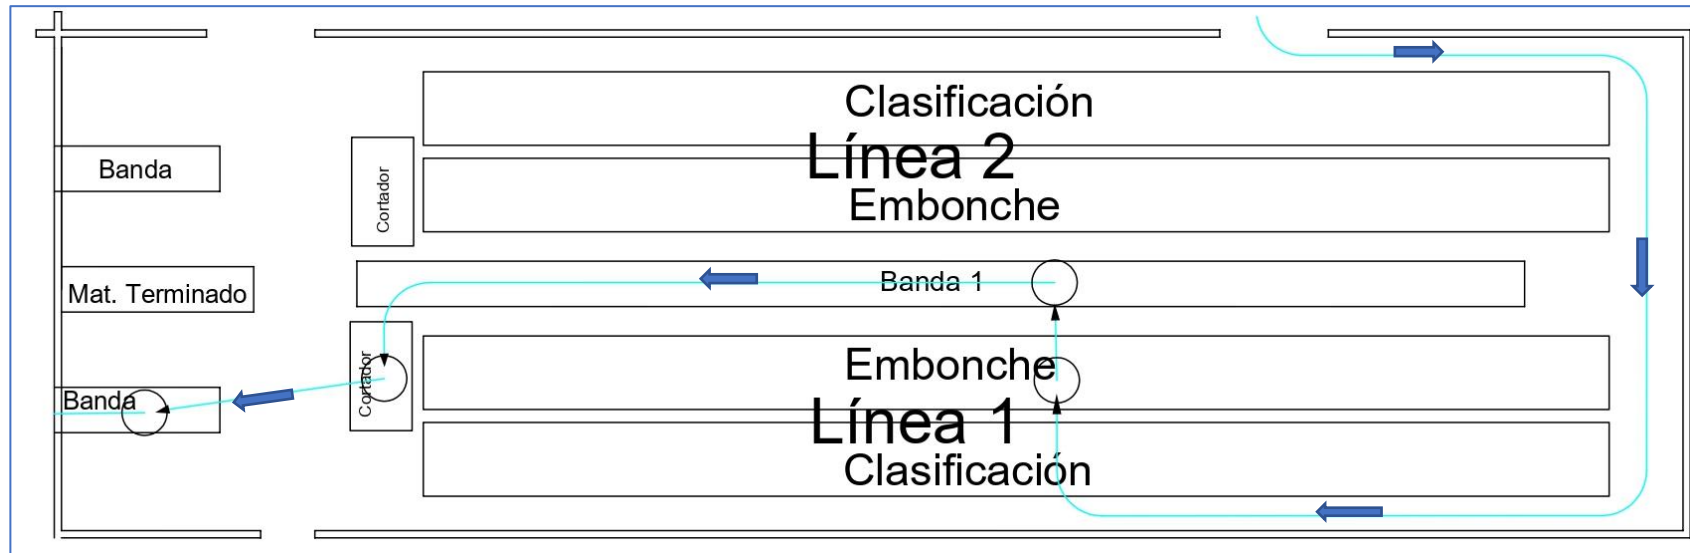 Clasificación
Línea 2
Embonche
Banda
Cortador
Mat. Terminado
Banda 1
Embonche
Línea 1
Clasificación
Cortador
Banda